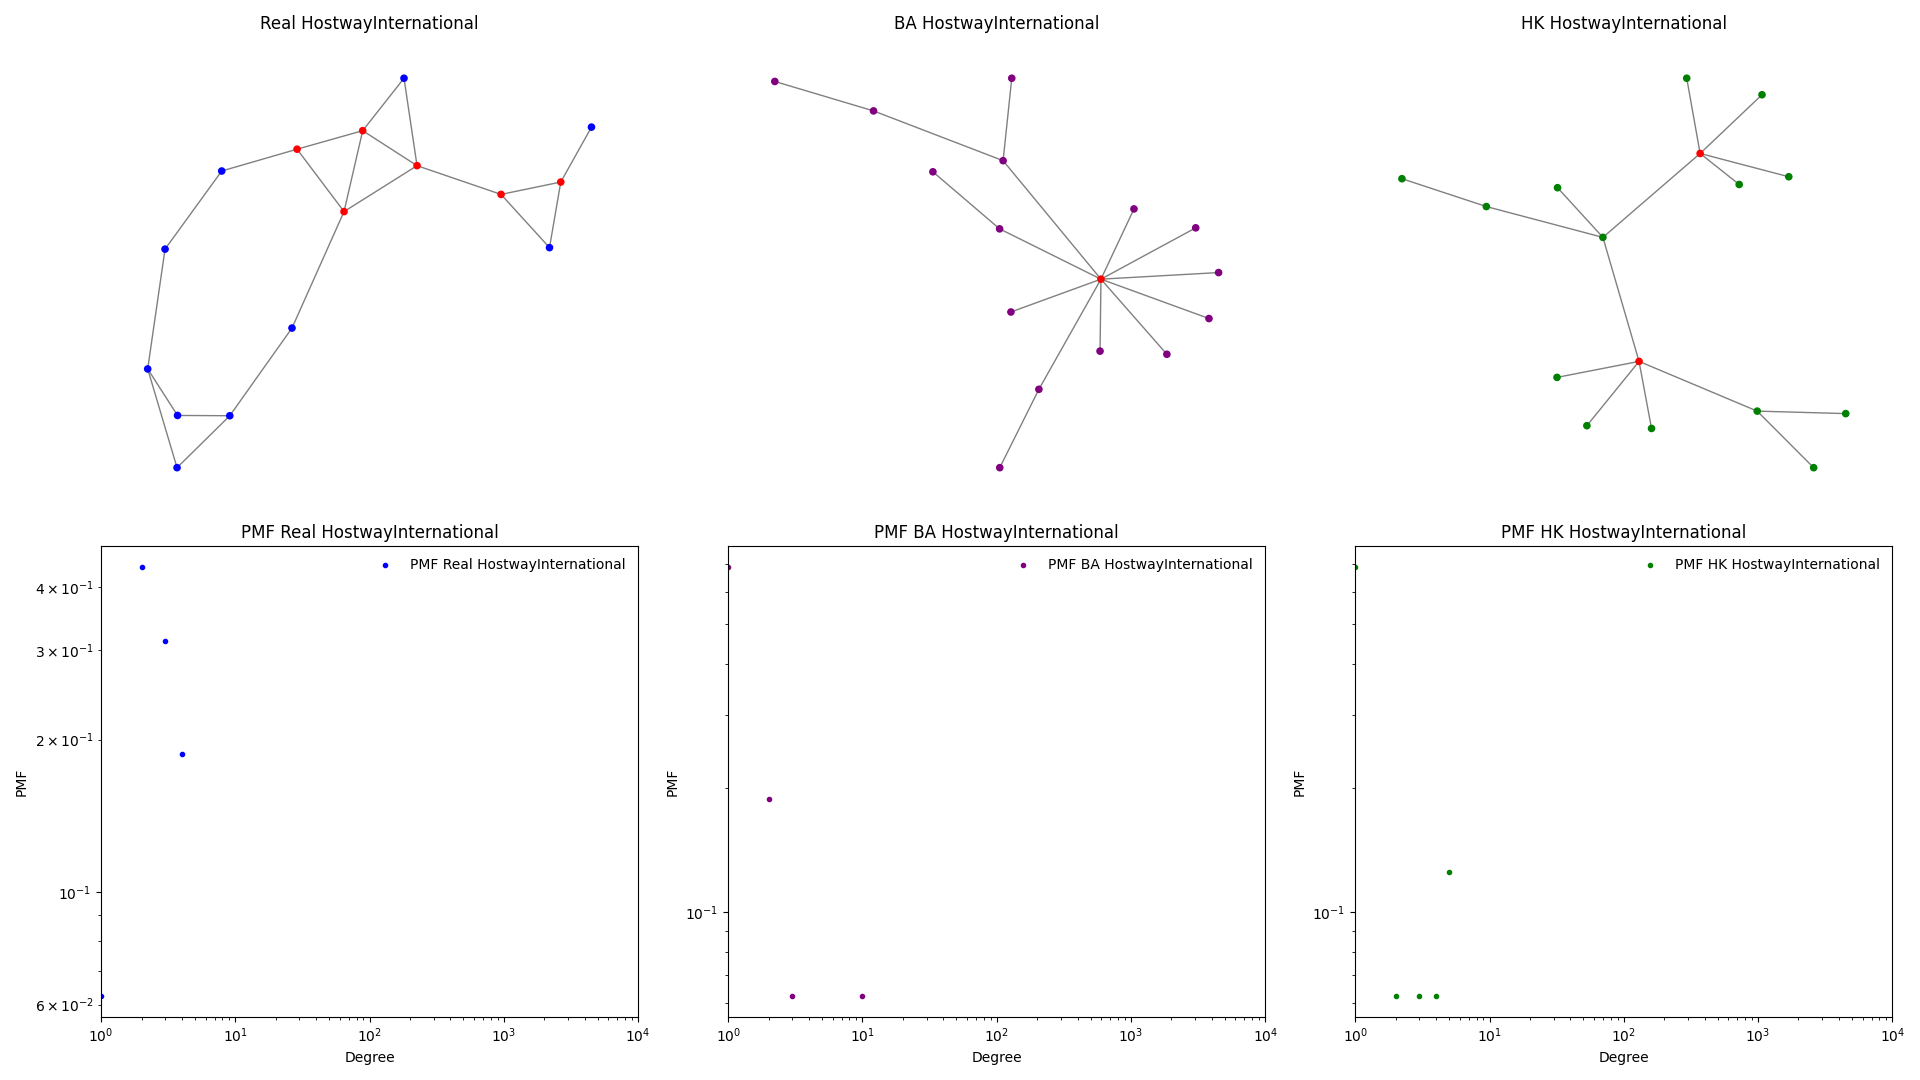 Real HostwayInternational
BA HostwayInternational
HK HostwayInternational
PMF Real HostwayInternational
PMF Real HostwayInternational
4 × 10⁻¹
3 × 10⁻¹
2 × 10⁻¹
10⁻¹
6 × 10⁻²
PMF
10⁰ 10¹ 10² 10³ 10⁴
Degree
PMF BA HostwayInternational
PMF BA HostwayInternational
10⁻¹
PMF
10⁰ 10¹ 10² 10³ 10⁴
Degree
PMF HK HostwayInternational
PMF HK HostwayInternational
10⁻¹
PMF
10⁰ 10¹ 10² 10³ 10⁴
Degree